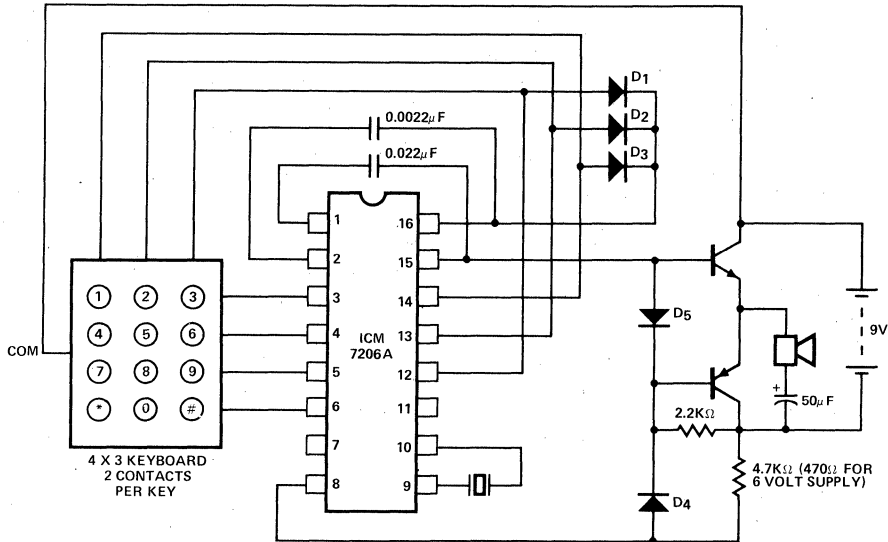 D1
0.0022µF
D2
0.022µF
D3
1 16
2 15
1 2 3
3 14
D5
4 5 6
4 13
COM
ICM
7206A
9V
7 8 9
5 12
* 0 #
6 11
2.2KΩ
+
50µF
7 10
4 X 3 KEYBOARD
2 CONTACTS
PER KEY
8 9
4.7KΩ (470Ω FOR
6 VOLT SUPPLY)
D4